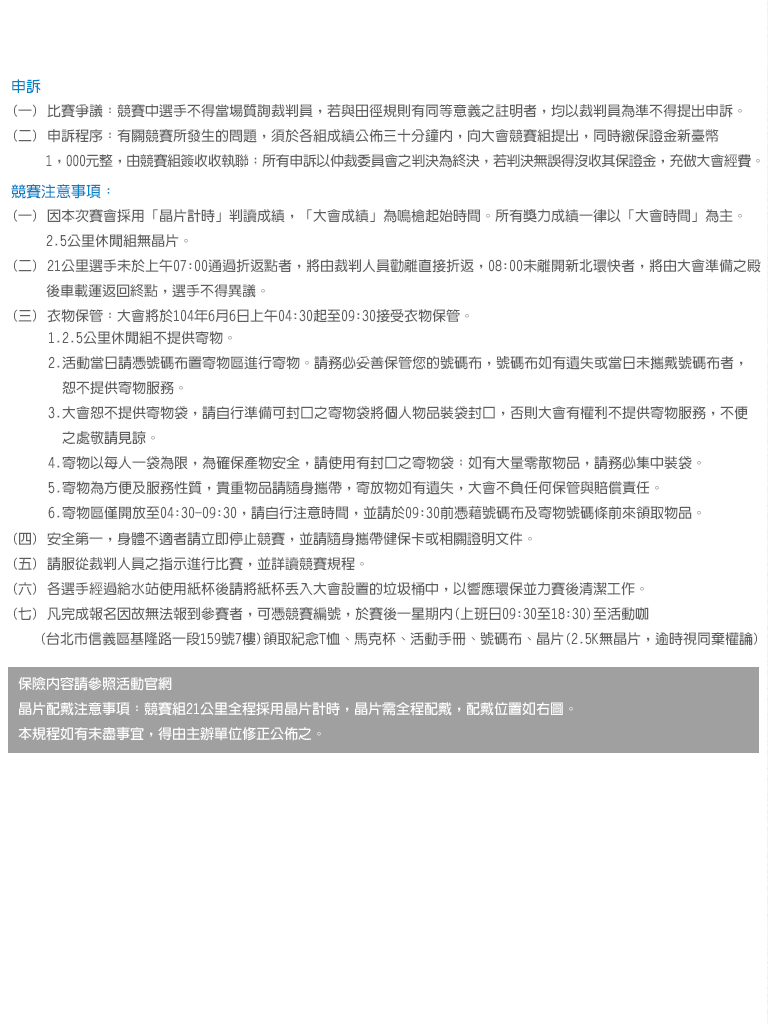 申訴
(一) 比賽爭議：競賽中選手不得當場質詢裁判員，若與田徑規則有同等意義之註明者，均以裁判員為準不得提出申訴。
(二) 申訴程序：有關競賽所發生的問題，須於各組成績公佈三十分鐘內，向大會競賽組提出，同時繳保證金新臺幣
1，000元整，由競賽組簽收收執聯；所有申訴以仲裁委員會之判決為終決，若判決無誤得沒收其保證金，充做大會經費。
競賽注意事項：
(一) 因本次賽會採用「晶片計時」判讀成績，「大會成績」為鳴槍起始時間。所有獎力成績一律以「大會時間」為主。
2.5公里休閒組無晶片。
(二) 21公里選手未於上午07:00通過折返點者，將由裁判人員勸離直接折返，08:00未離開新北環快者，將由大會準備之殿
後車載運返回終點，選手不得異議。
(三) 衣物保管：大會將於104年6月6日上午04:30起至09:30接受衣物保管。
1.2.5公里休閒組不提供寄物。
2.活動當日請憑號碼布置寄物區進行寄物。請務必妥善保管您的號碼布，號碼布如有遺失或當日未攜戴號碼布者，
恕不提供寄物服務。
3.大會恕不提供寄物袋，請自行準備可封口之寄物袋將個人物品裝袋封口，否則大會有權利不提供寄物服務，不便
之處敬請見諒。
4.寄物以每人一袋為限，為確保產物安全，請使用有封口之寄物袋；如有大量零散物品，請務必集中裝袋。
5.寄物為方便及服務性質，貴重物品請隨身攜帶，寄放物如有遺失，大會不負任何保管與賠償責任。
6.寄物區僅開放至04:30-09:30，請自行注意時間，並請於09:30前憑藉號碼布及寄物號碼條前來領取物品。
(四) 安全第一，身體不適者請立即停止競賽，並請隨身攜帶健保卡或相關證明文件。
(五) 請服從裁判人員之指示進行比賽，並詳讀競賽規程。
(六) 各選手經過給水站使用紙杯後請將紙杯丟入大會設置的垃圾桶中，以響應環保並力賽後清潔工作。
(七) 凡完成報名因故無法報到參賽者，可憑競賽編號，於賽後一星期內(上班日09:30至18:30)至活動咖
(台北市信義區基隆路一段159號7樓)領取紀念T恤、馬克杯、活動手冊、號碼布、晶片(2.5K無晶片，逾時視同棄權論)
保險內容請參照活動官網
晶片配戴注意事項：競賽組21公里全程採用晶片計時，晶片需全程配戴，配戴位置如右圖。
本規程如有未盡事宜，得由主辦單位修正公佈之。